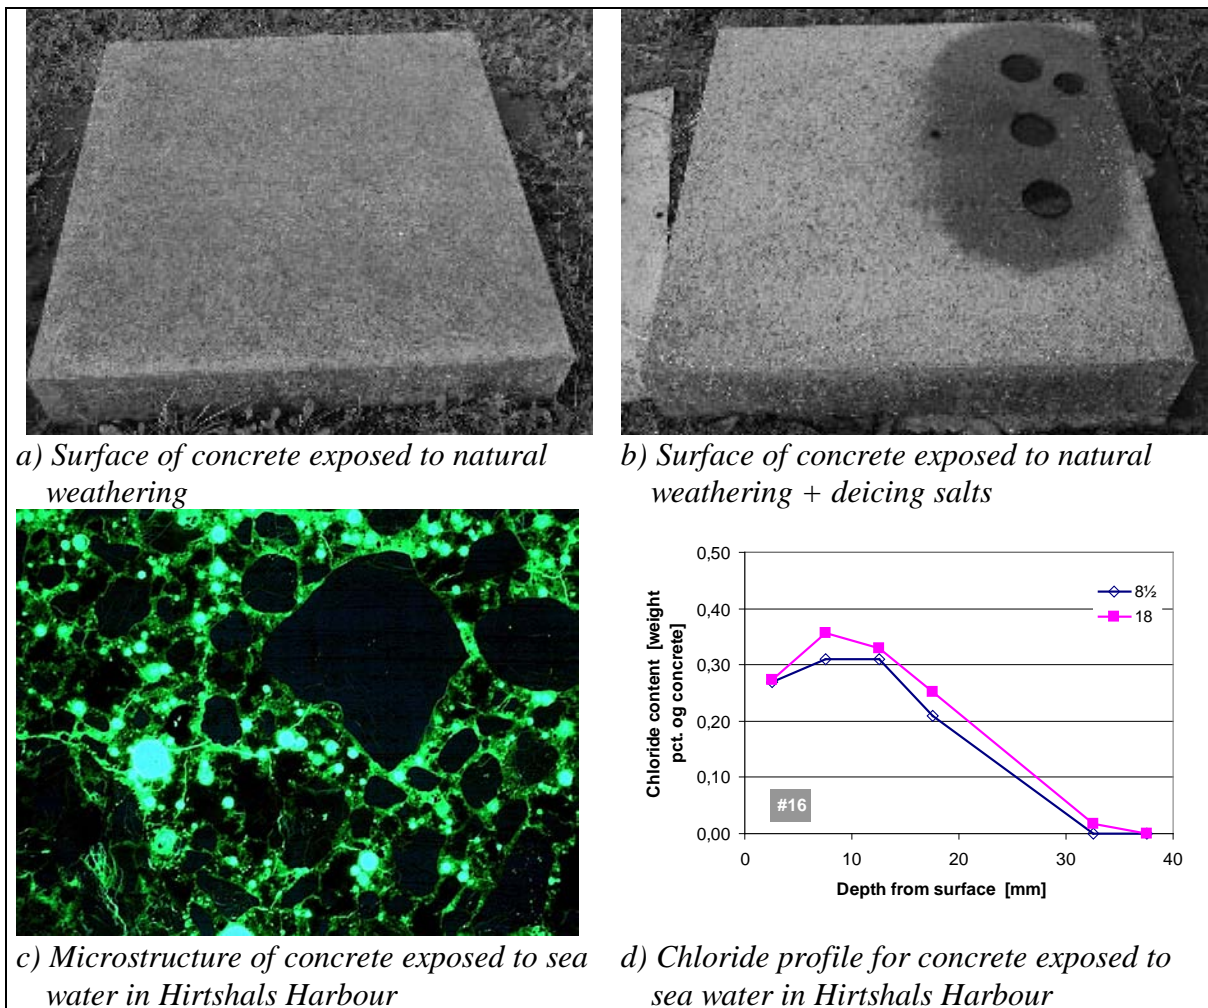 a) Surface of concrete exposed to natural
weathering
b) Surface of concrete exposed to natural
weathering + deicing salts
0,50
0,40
0,30
0,20
0,10
0,00
0
10
20
30
40
Chloride content [weight
pct. og concrete]
Depth from surface [mm]
8½
18
#16
c) Microstructure of concrete exposed to sea
water in Hirtshals Harbour
d) Chloride profile for concrete exposed to
sea water in Hirtshals Harbour